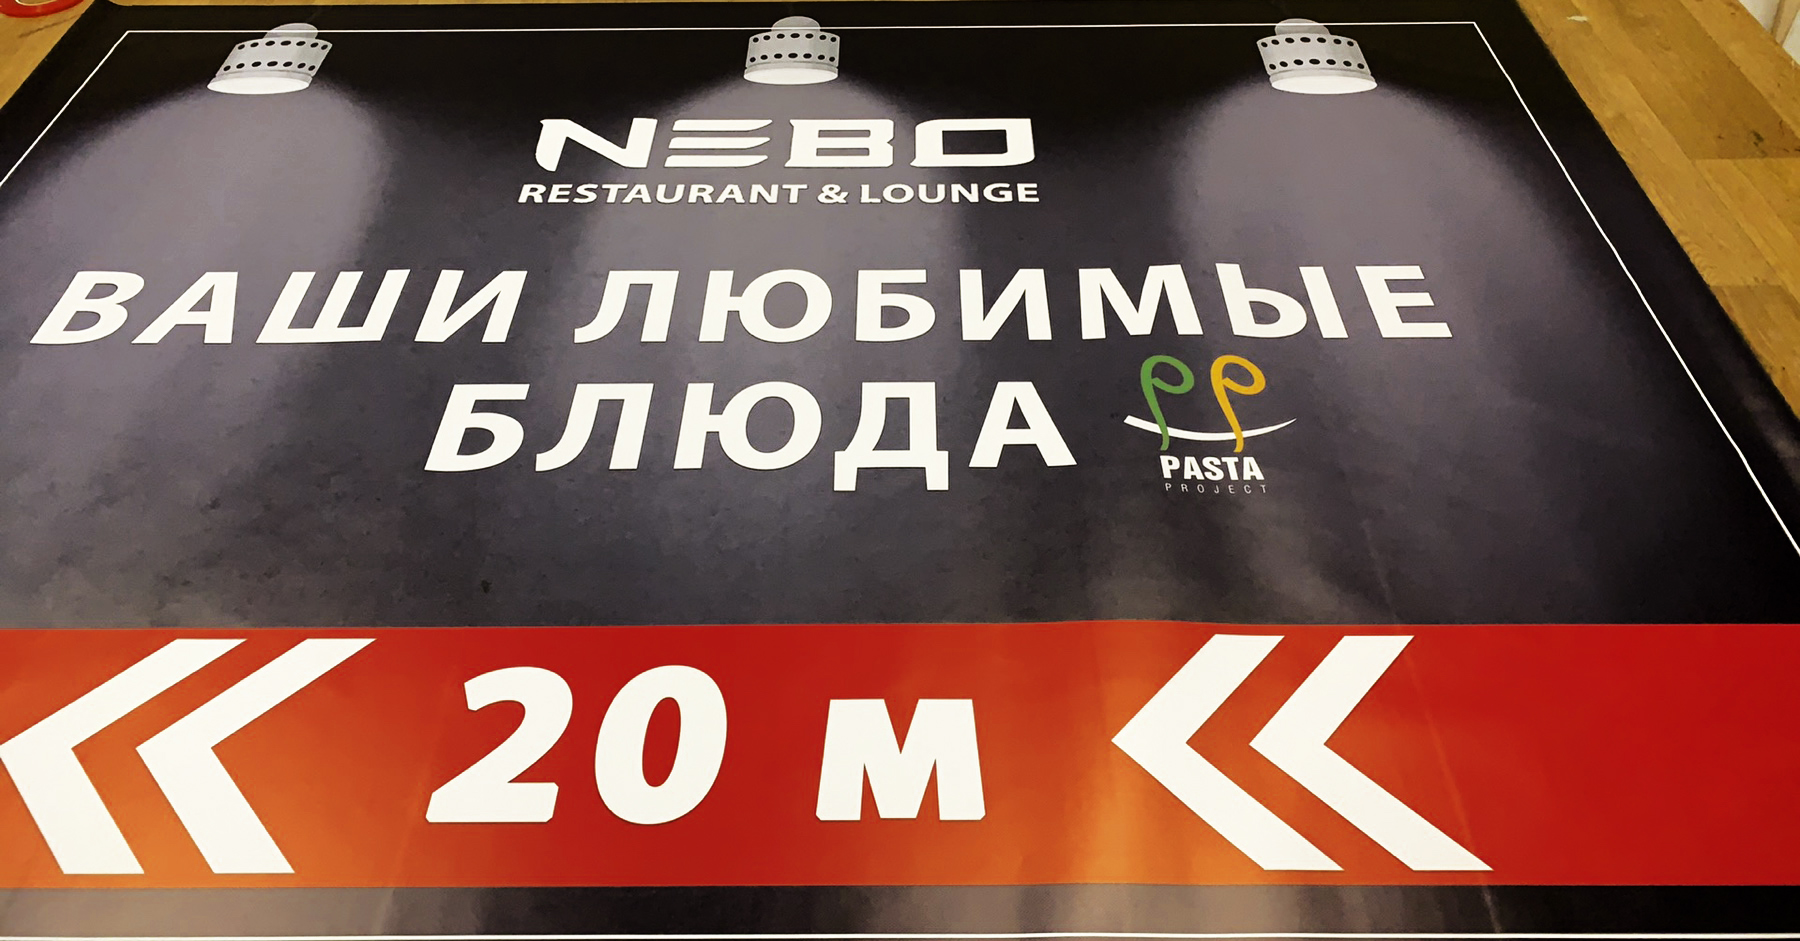 NEBO
RESTAURANT & LOUNGE
ВАШИ ЛЮБИМЫЕ
БЛЮДА
PASTA
PROJECT
20 м